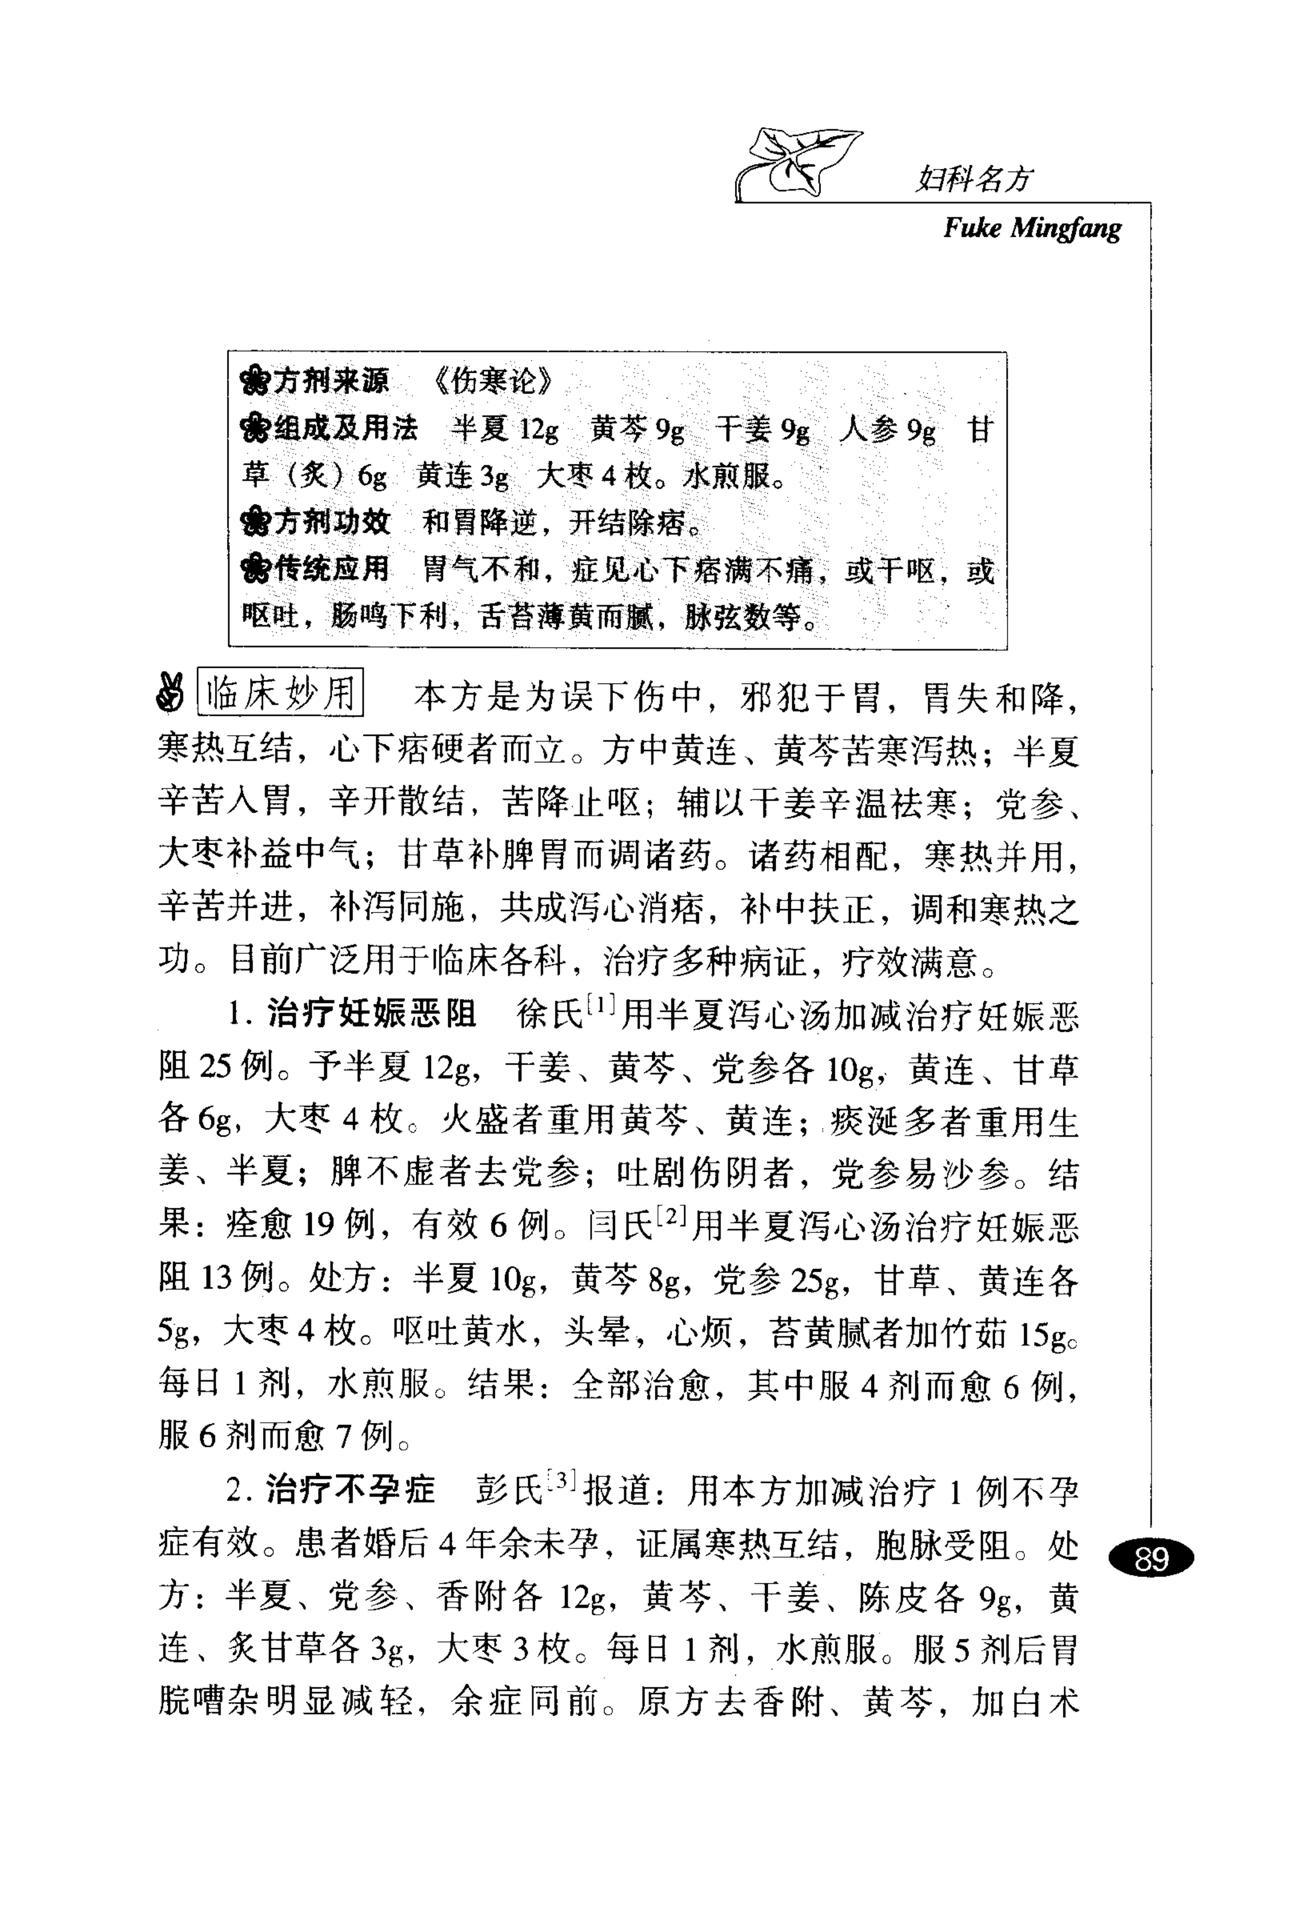 妇科名方
Fuke Mingfang
方剂来源 《伤寒论》
组成及用法 半夏 12g 黄芩 9g 干姜 9g 人参 9g 甘
草（炙）6g 黄连 3g 大枣 4 枚。水煎服。
方剂功效 和胃降逆，开结除痞。
传统应用 胃气不和，症见心下痞满不痛，或干呕，或
呕吐，肠鸣下利，舌苔薄黄而腻，脉弦数等。
临床妙用 本方是为误下伤中，邪犯于胃，胃失和降，
寒热互结，心下痞硬者而立。方中黄连、黄芩苦寒泻热；半夏
辛苦入胃，辛开散结，苦降止呕；辅以干姜辛温祛寒；党参、
大枣补益中气；甘草补脾胃而调诸药。诸药相配，寒热并用，
辛苦并进，补泻同施，共成泻心消痞，补中扶正，调和寒热之
功。目前广泛用于临床各科，治疗多种病证，疗效满意。
1. 治疗妊娠恶阻 徐氏[1]用半夏泻心汤加减治疗妊娠恶
阻 25 例。予半夏 12g，干姜、黄芩、党参各 10g，黄连、甘草
各 6g，大枣 4 枚。火盛者重用黄芩、黄连；痰涎多者重用生
姜、半夏；脾不虚者去党参；吐剧伤阴者，党参易沙参。结
果：痊愈 19 例，有效 6 例。闫氏[2]用半夏泻心汤治疗妊娠恶
阻 13 例。处方：半夏 10g，黄芩 8g，党参 25g，甘草、黄连各
5g，大枣 4 枚。呕吐黄水，头晕，心烦，苔黄腻者加竹茹 15g。
每日 1 剂，水煎服。结果：全部治愈，其中服 4 剂而愈 6 例，
服 6 剂而愈 7 例。
2. 治疗不孕症 彭氏[3]报道：用本方加减治疗 1 例不孕
症有效。患者婚后 4 年余未孕，证属寒热互结，胞脉受阻。处
方：半夏、党参、香附各 12g，黄芩、干姜、陈皮各 9g，黄
连、炙甘草各 3g，大枣 3 枚。每日 1 剂，水煎服。服 5 剂后胃
脘嘈杂明显减轻，余症同前。原方去香附、黄芩，加白术
89